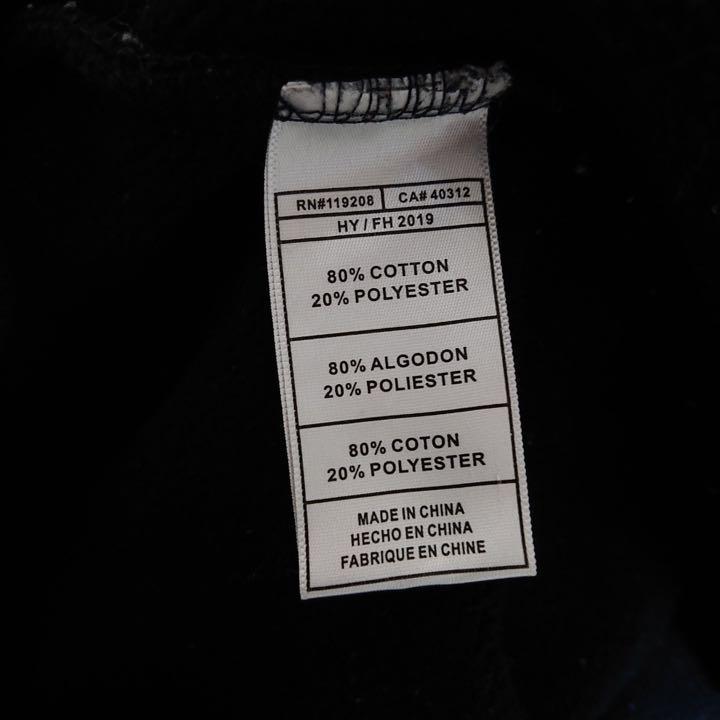 RN#119208 CA# 40312
HY / FH 2019
80% COTTON
20% POLYESTER
80% ALGODON
20% POLIESTER
80% COTON
20% POLYESTER
MADE IN CHINA
HECHO EN CHINA
FABRIQUE EN CHINE